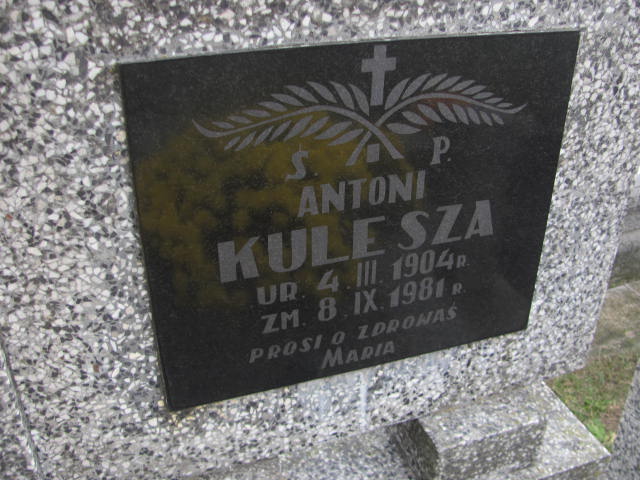 Ś. P.
ANTONI
KULESZA
UR. 4. III. 1904 R.
ZM. 8. IX. 1981 R.
PROSI O ZDROWAŚ
MARIA